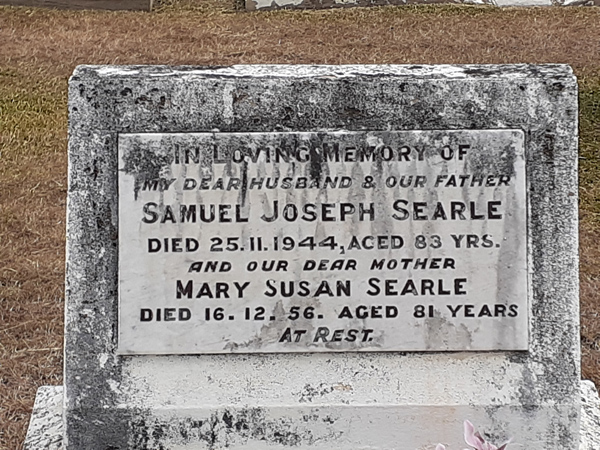 In Loving Memory of
my dear husband & our father
Samuel Joseph Searle
died 25.11.1944, aged 83 yrs.
and our dear mother
Mary Susan Searle
died 16.12.56. aged 81 years
At Rest.